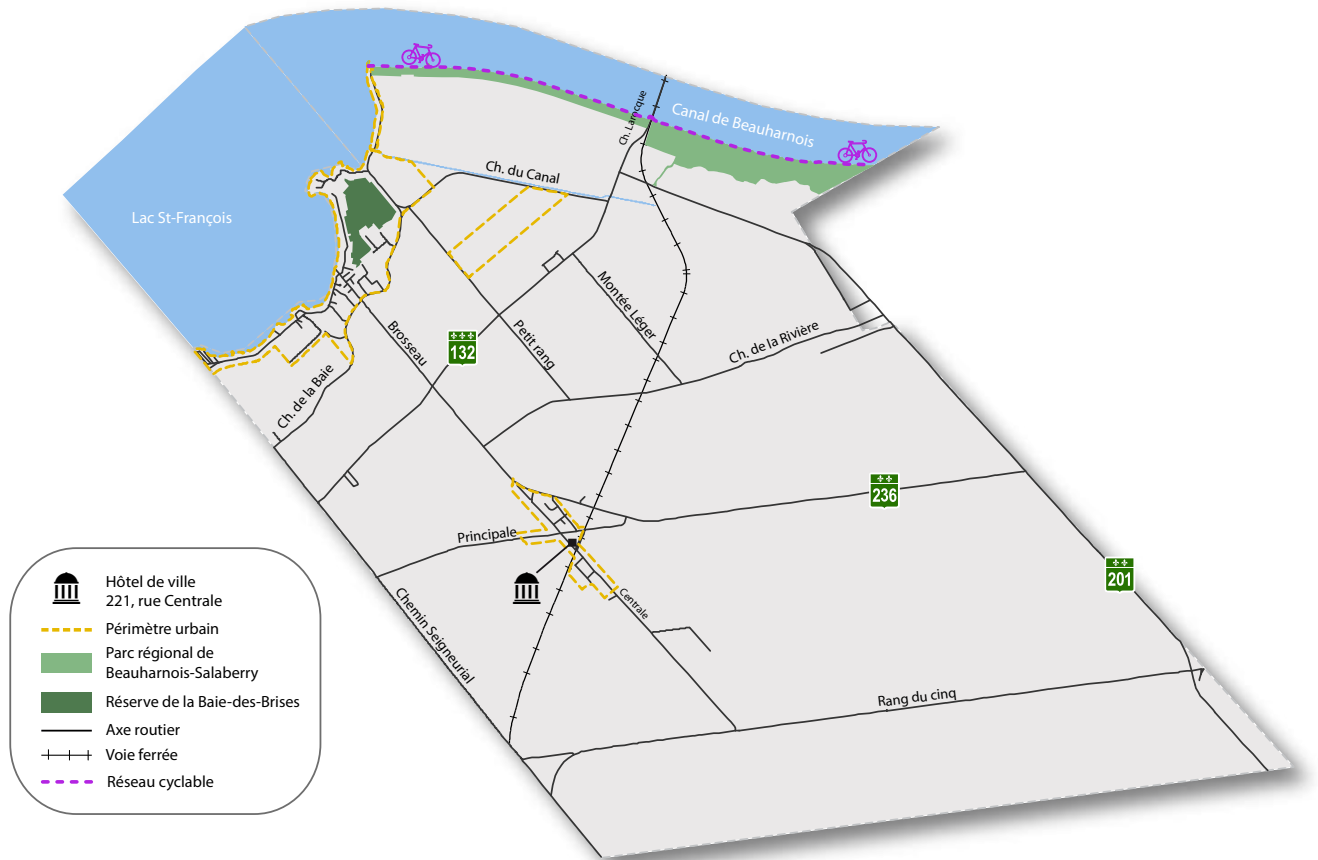 Ch. Larocque
Canal de Beauharnois
Ch. du Canal
Lac St-François
Montée Léger
Brosseau
Petit rang
132
Ch. de la Rivière
Ch. de la Baie
236
Principale
201
Centrale
Chemin Seigneurial
Rang du cinq
Hôtel de ville
221, rue Centrale
Périmètre urbain
Parc régional de
Beauharnois-Salaberry
Réserve de la Baie-des-Brises
Axe routier
Voie ferrée
Réseau cyclable